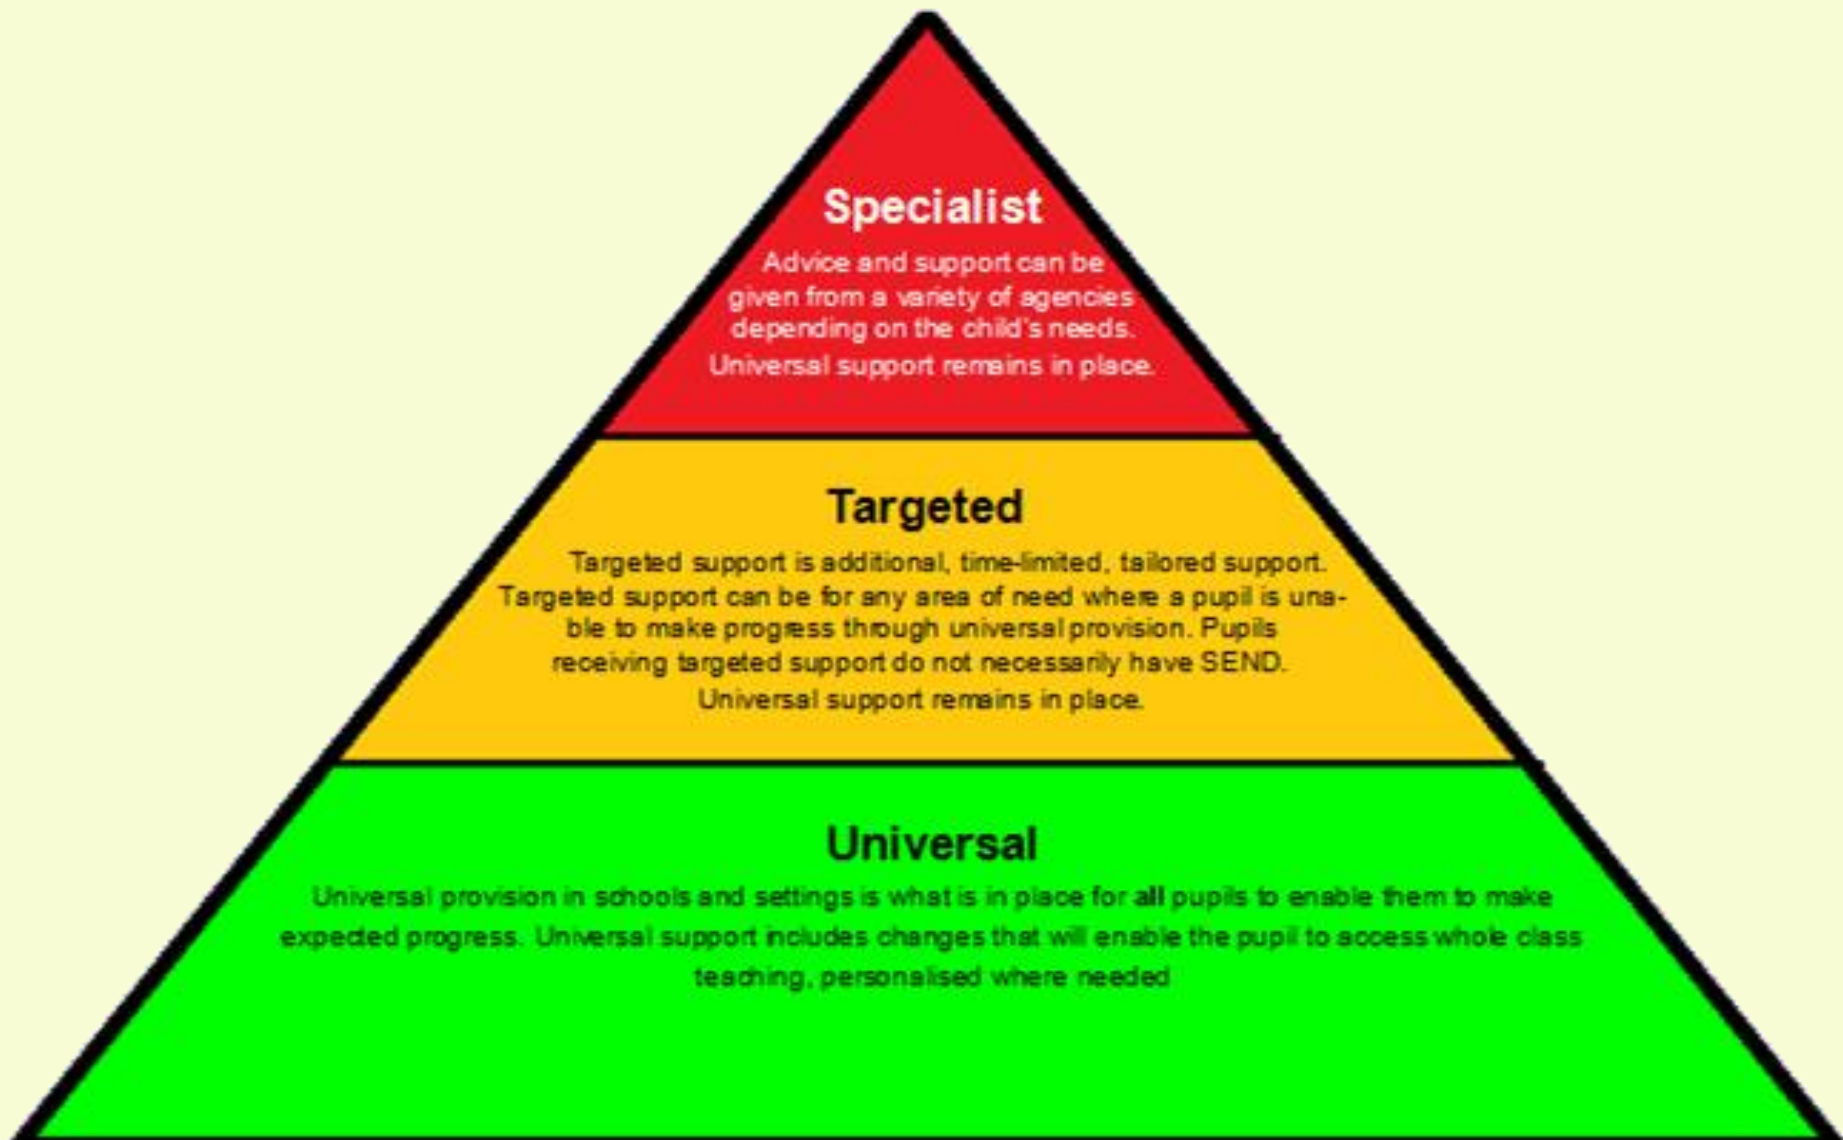 Specialist
Advice and support can be
given from a variety of agencies
depending on the child's needs.
Universal support remains in place.
Targeted
Targeted support is additional, time-limited, tailored support.
Targeted support can be for any area of need where a pupil is una-
ble to make progress through universal provision. Pupils
receiving targeted support do not necessarily have SEND.
Universal support remains in place.
Universal
Universal provision in schools and settings is what is in place for all pupils to enable them to make
expected progress. Universal support includes changes that will enable the pupil to access whole class
teaching, personalised where needed